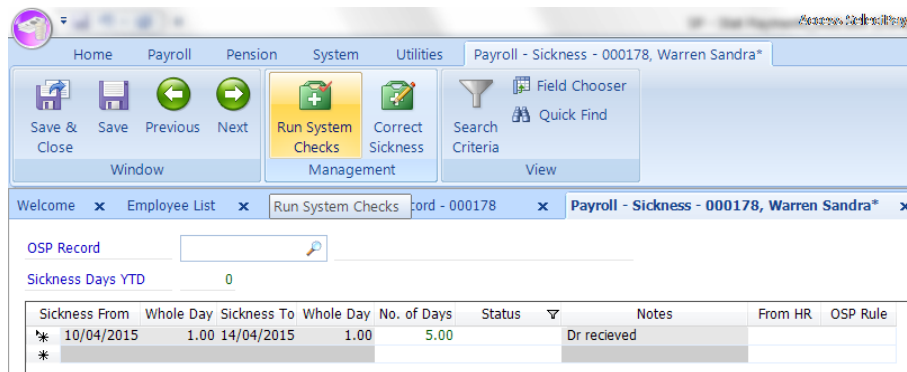 Access SelectPay
Home Payroll Pension System Utilities Payroll - Sickness - 000178, Warren Sandra*
Save & Close Save Previous Next Run System Checks Correct Sickness Search Criteria Field Chooser
Quick Find
Window Management View
Welcome x Employee List x ord - 000178 x Payroll - Sickness - 000178, Warren Sandra* x
Run System Checks
OSP Record
Sickness Days YTD 0
Sickness From Whole Day Sickness To Whole Day No. of Days Status Notes From HR OSP Rule
10/04/2015 1.00 14/04/2015 1.00 5.00 Dr recieved